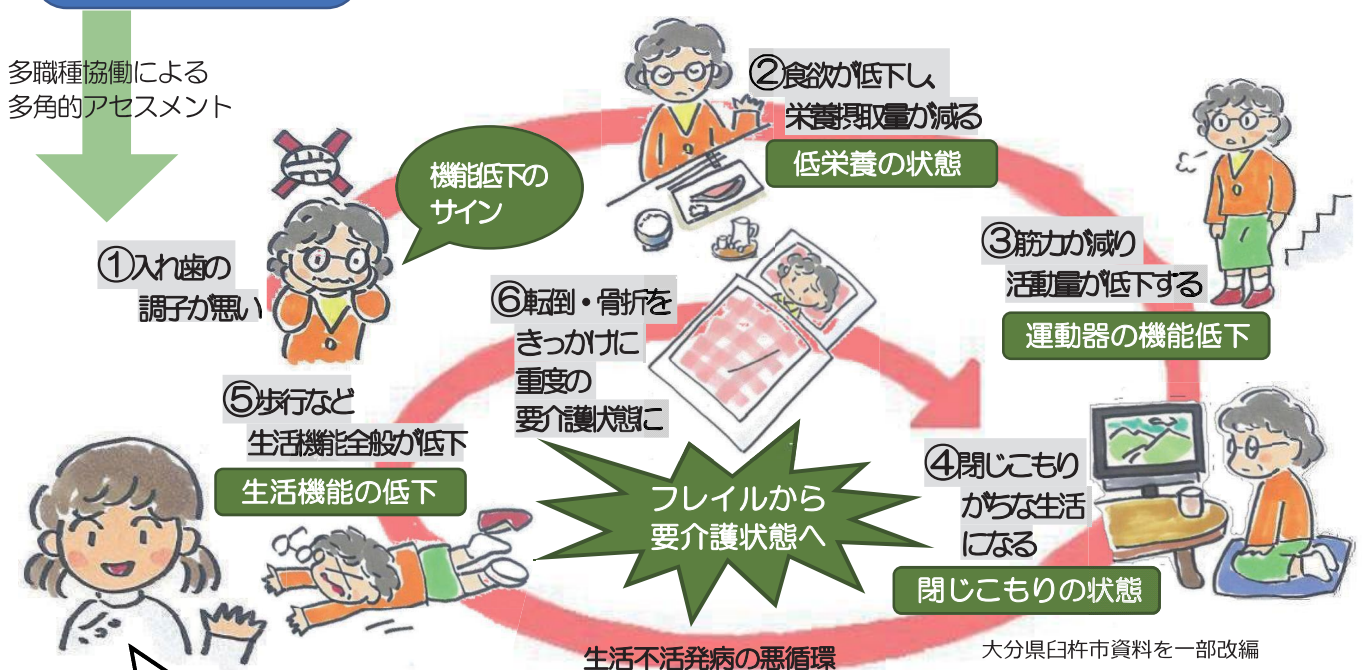 多職種協働による
多角的アセスメント
機能低下の
サイン
①入れ歯の
調子が悪い
②食欲が低下し、
栄養摂取量が減る
低栄養の状態
③筋力が減り
活動量が低下する
運動器の機能低下
④閉じこもり
がちな生活
になる
閉じこもりの状態
⑤歩行など
生活機能全般が低下
生活機能の低下
⑥転倒・骨折を
きっかけに
重度の
要介護状態に
フレイルから
要介護状態へ
生活不活発病の悪循環
大分県臼杵市資料を一部改編